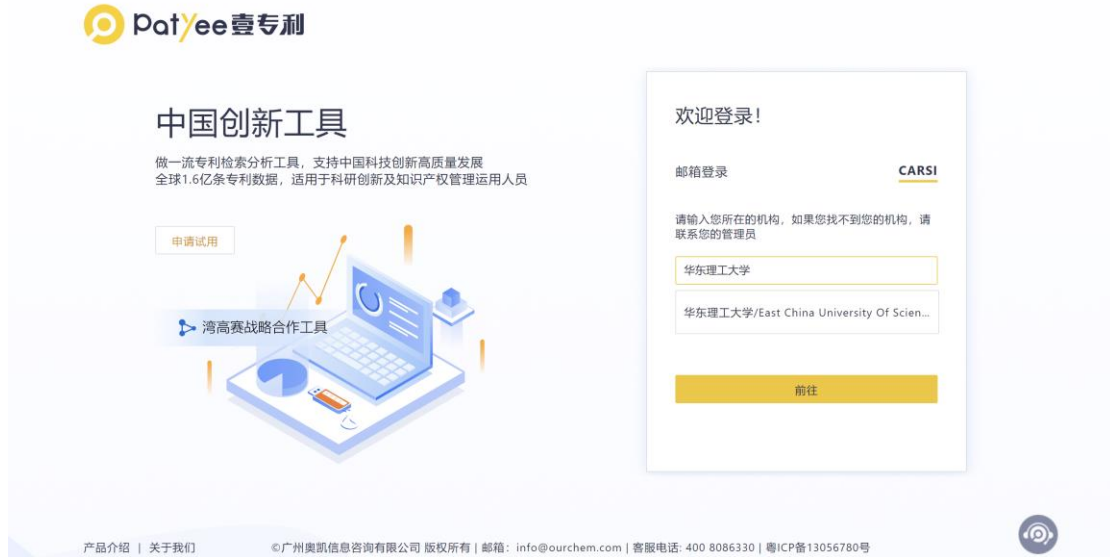 Patyee壹专利
中国创新工具
做一流专利检索分析工具，支持中国科技创新高质量发展
全球1.6亿条专利数据，适用于科研创新及知识产权管理运用人员
申请试用
湾高赛战略合作工具
欢迎登录！
邮箱登录
CARSI
请输入您所在的机构，如果您找不到您的机构，请
联系您的管理员
华东理工大学
华东理工大学/East China University Of Scien...
前往
产品介绍 | 关于我们
©广州奥凯信息咨询有限公司 版权所有 | 邮箱：info@ourchem.com | 客服电话: 400 8086330 | 粤ICP备13056780号